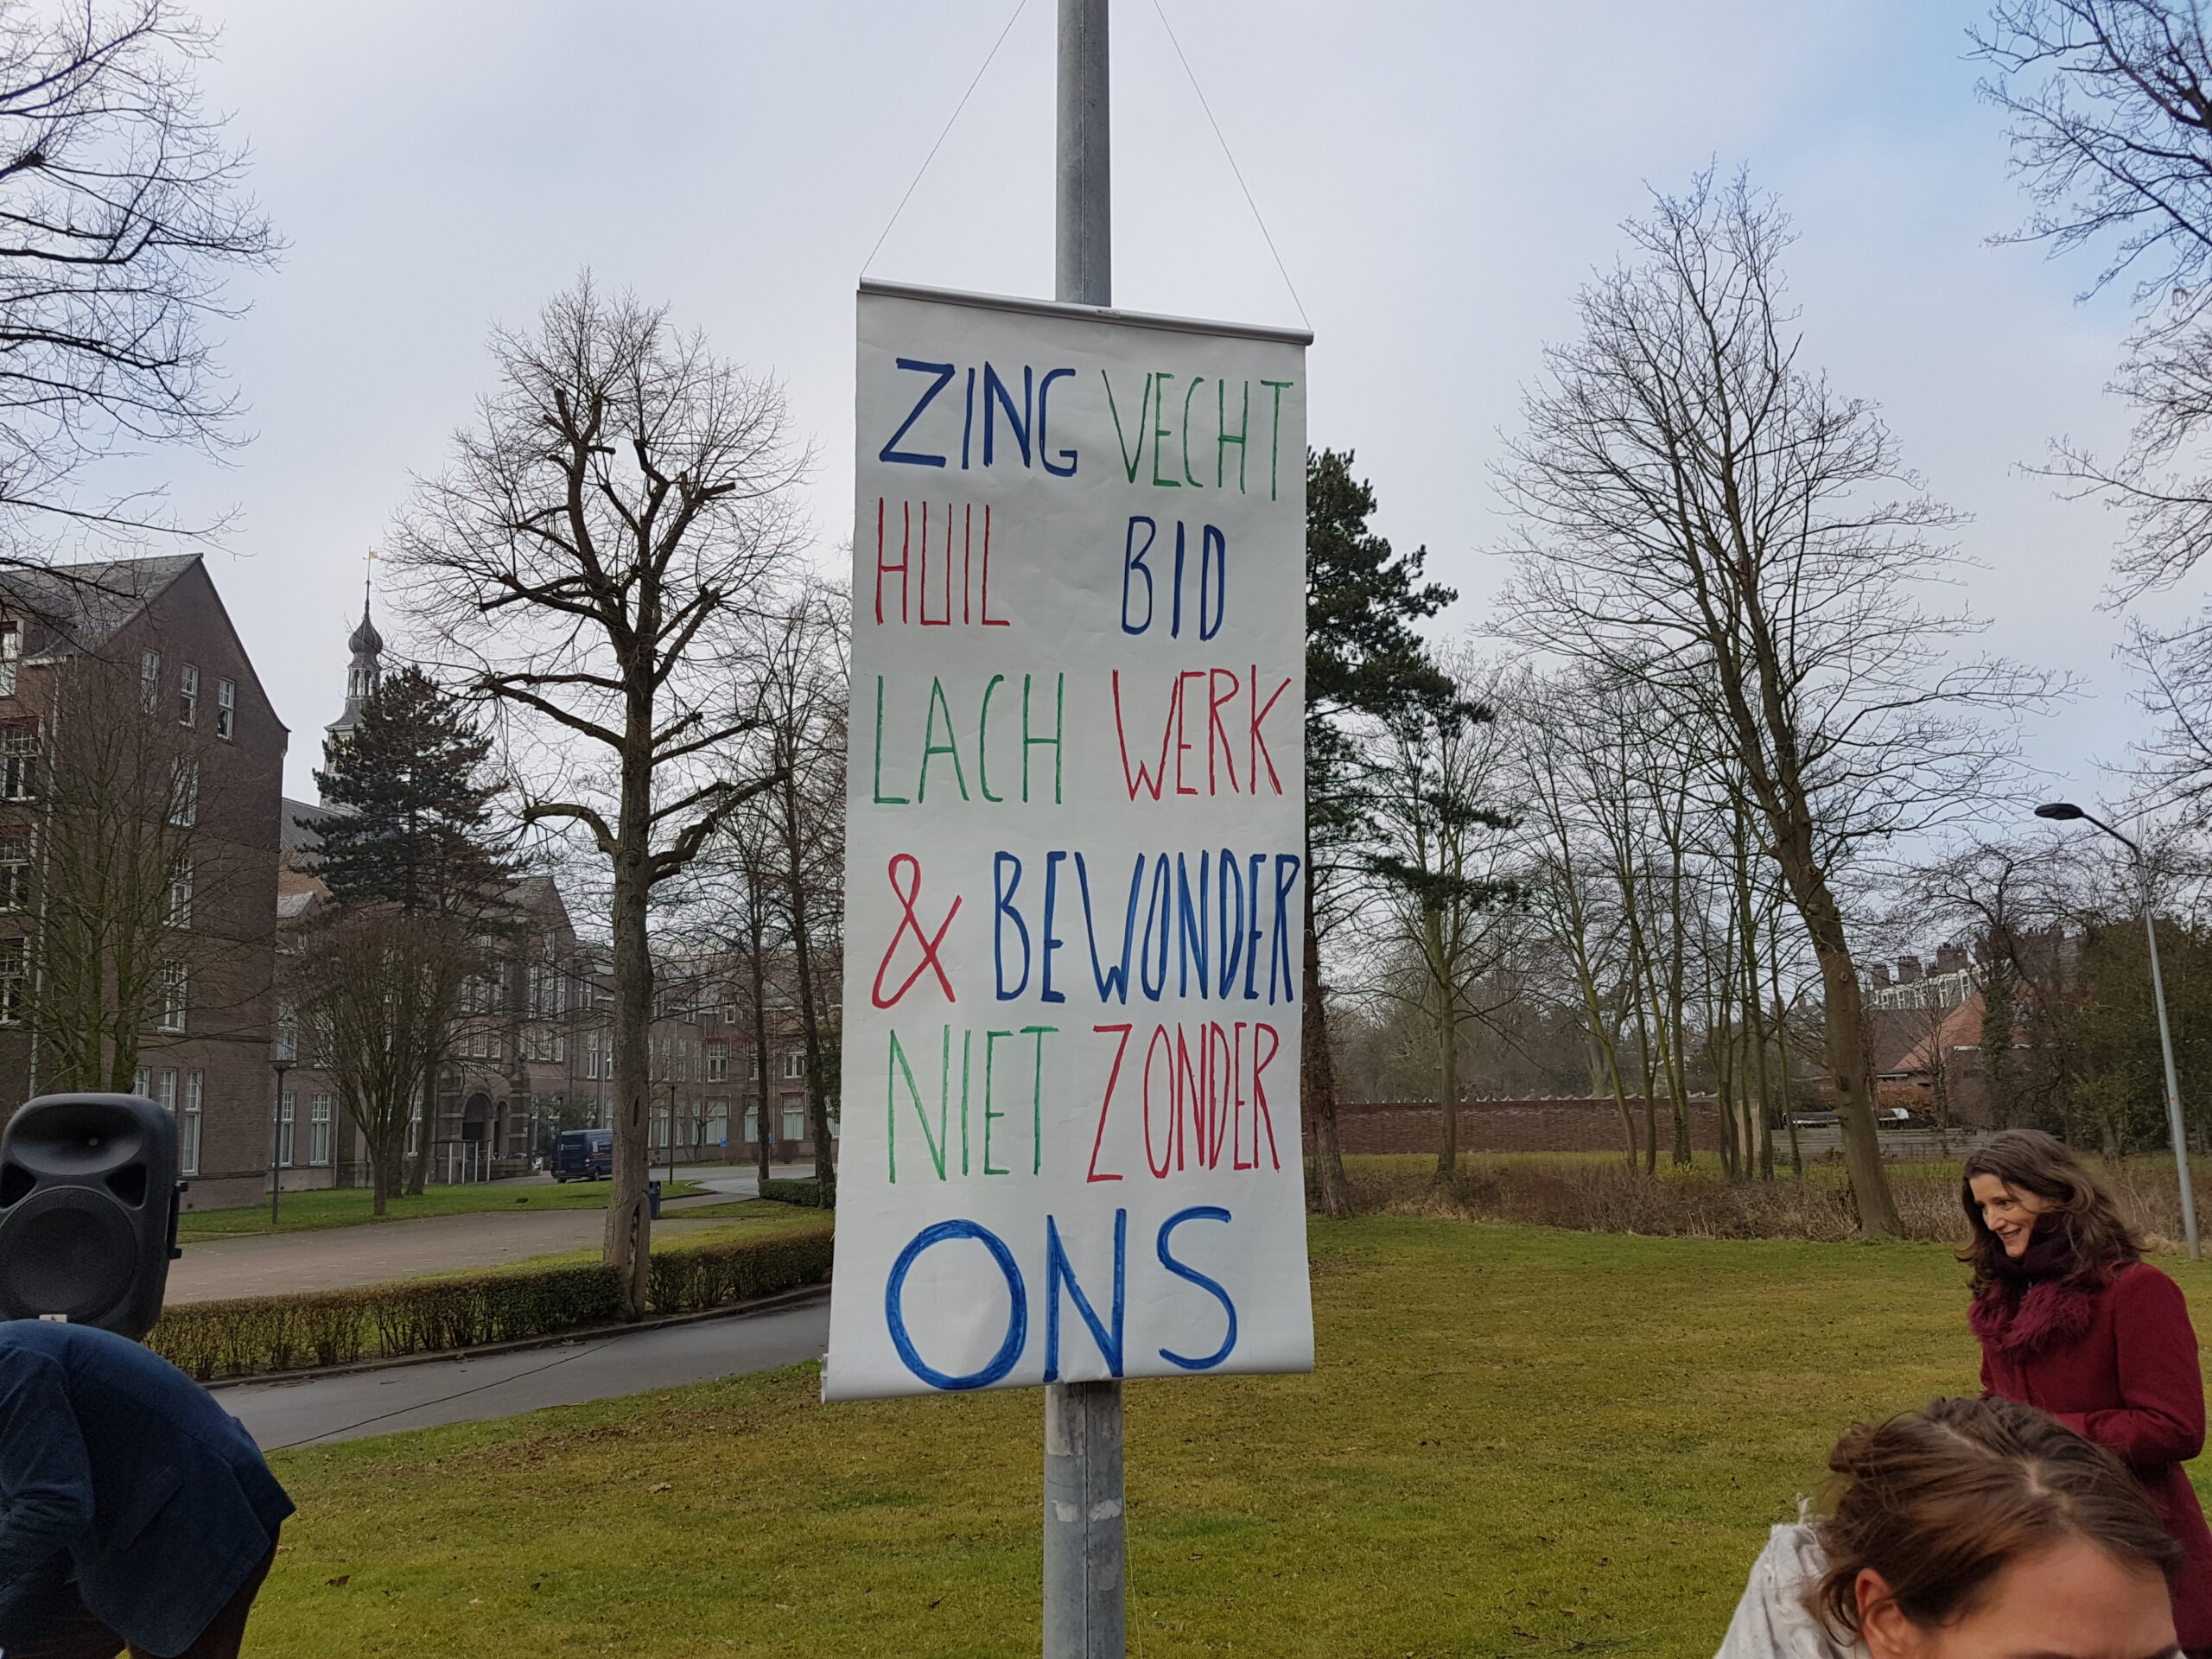 ZING VECHT
HUIL BID
LACH WERK
& BEWONDER
NIET ZONDER
ONS